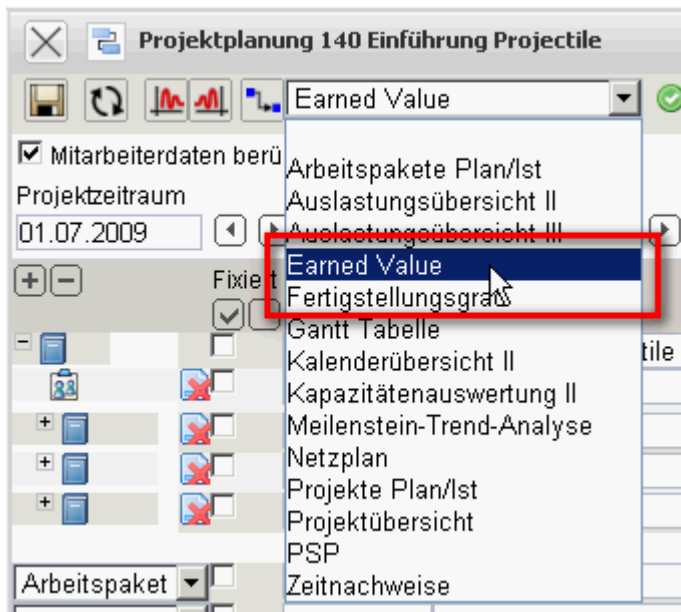 Projektplanung 140 Einführung Projectile
Earned Value
Mitarbeiterdaten berü
Projektzeitraum
01.07.2009
Fixiert
Arbeitspakete Plan/Ist
Auslastungsübersicht II
Auslastungsübersicht III
Earned Value
Fertigstellungsgrad
Gantt Tabelle
Kalenderübersicht II
Kapazitätenauswertung II
Meilenstein-Trend-Analyse
Netzplan
Projekte Plan/Ist
Projektübersicht
PSP
Zeitnachweise
tile
Arbeitspaket